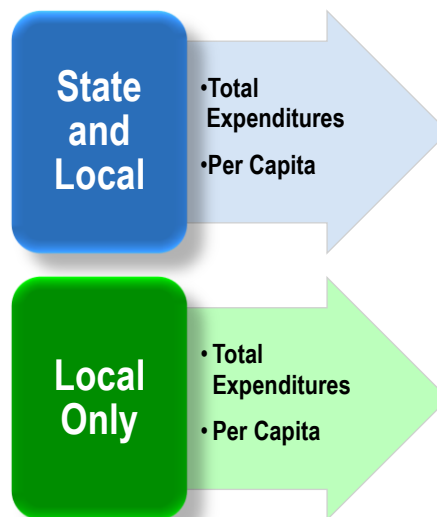 State
and
Local
•Total
Expenditures
•Per Capita
Local
Only
• Total
Expenditures
• Per Capita